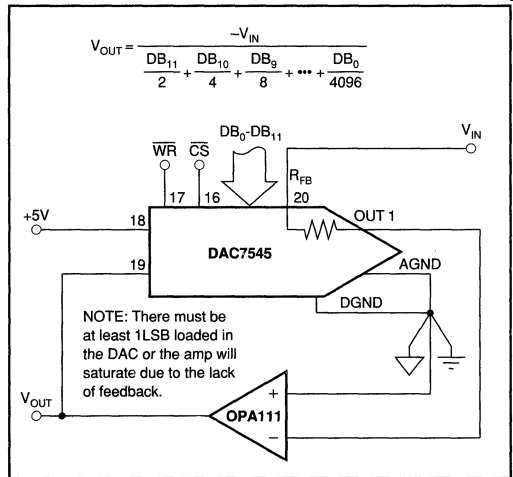 V_OUT = –V_IN
DB_11/2 + DB_10/4 + DB_9/8 + ••• + DB_0/4096
DB_0-DB_11
V_IN
WR̅ CS̅
R_FB
17 16 20
+5V
18
OUT 1
19
DAC7545
AGND
DGND
NOTE: There must be
at least 1LSB loaded in
the DAC or the amp will
saturate due to the lack
of feedback.
V_OUT
+
OPA111
–